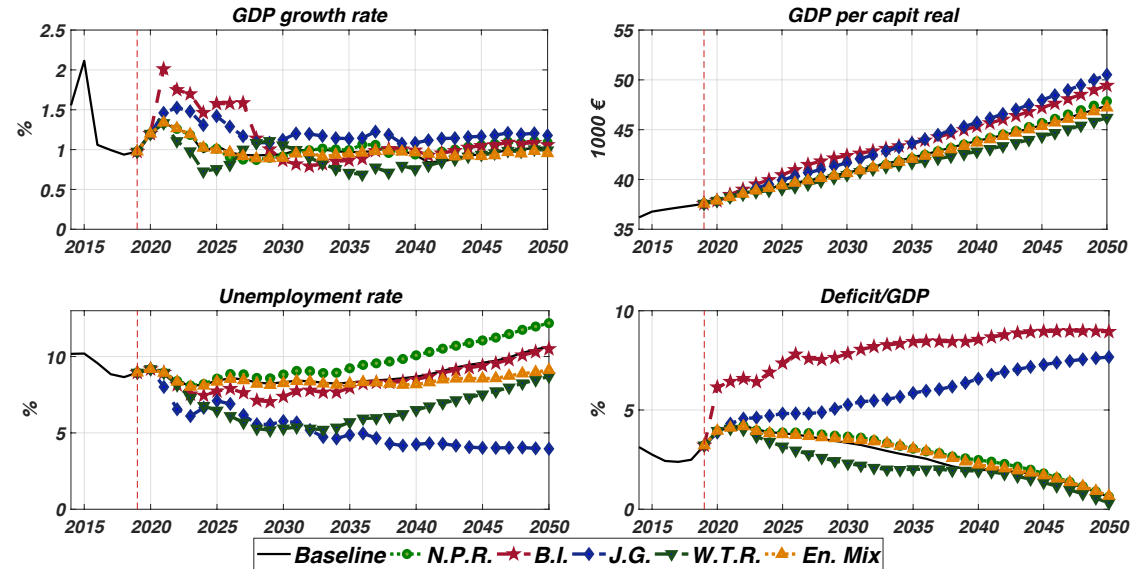 GDP growth rate
2.5
2
1.5
1
0.5
0
%
2015 2020 2025 2030 2035 2040 2045 2050
GDP per capit real
55
50
45
40
35
1000 €
2015 2020 2025 2030 2035 2040 2045 2050
Unemployment rate
10
5
0
%
2015 2020 2025 2030 2035 2040 2045 2050
Deficit/GDP
10
5
0
%
2015 2020 2025 2030 2035 2040 2045 2050
Baseline N.P.R. B.I. J.G. W.T.R. En. Mix